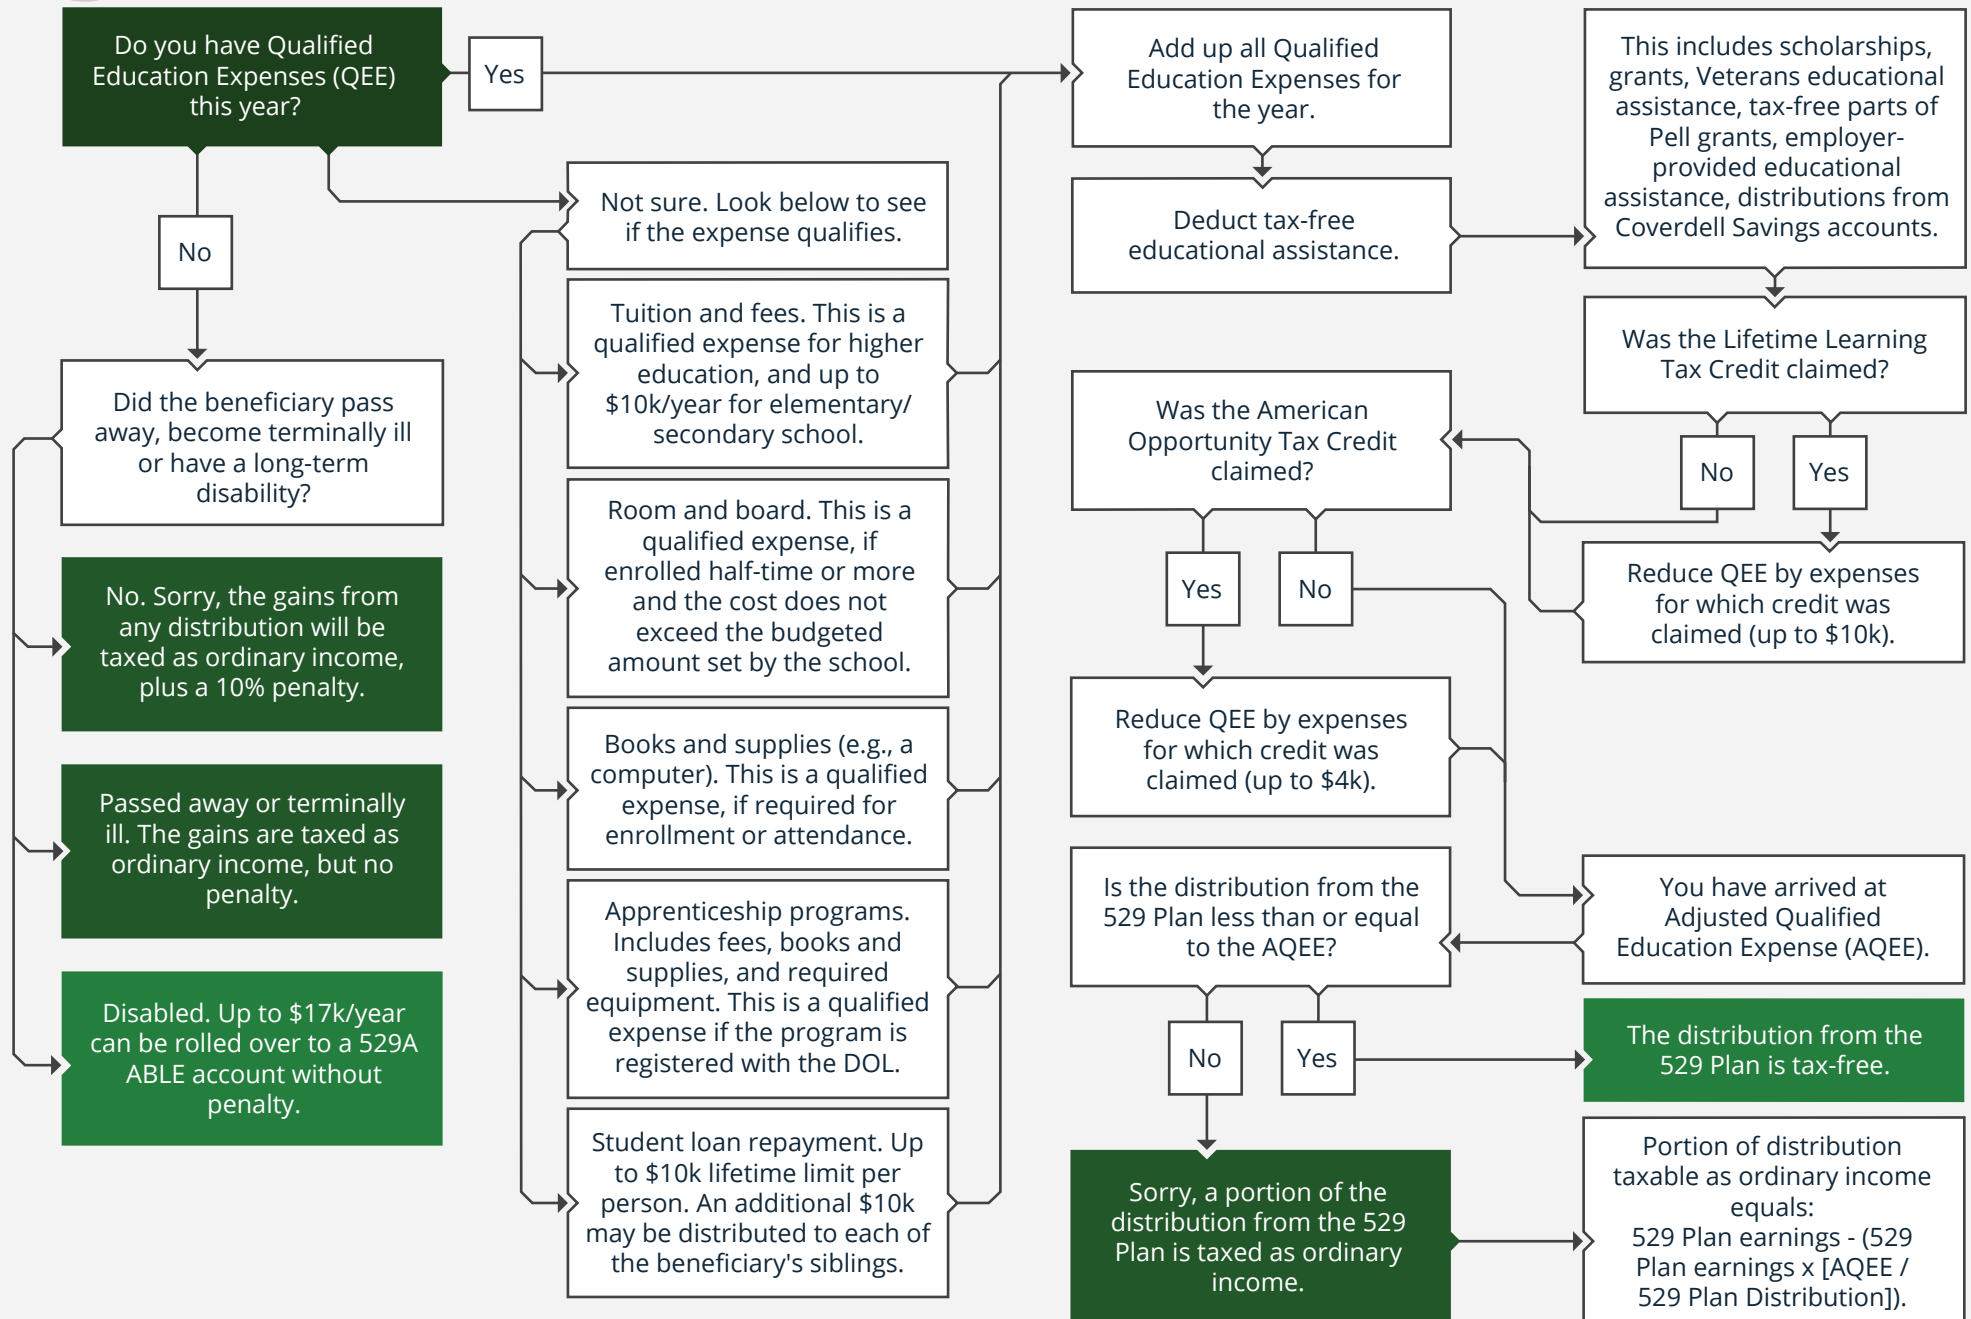 Do you have Qualified
Education Expenses (QEE)
this year?
Yes
No
Did the beneficiary pass
away, become terminally ill
or have a long-term
disability?
No. Sorry, the gains from
any distribution will be
taxed as ordinary income,
plus a 10% penalty.
Passed away or terminally
ill. The gains are taxed as
ordinary income, but no
penalty.
Disabled. Up to $17k/year
can be rolled over to a 529A
ABLE account without
penalty.
Not sure. Look below to see
if the expense qualifies.
Tuition and fees. This is a
qualified expense for higher
education, and up to
$10k/year for elementary/
secondary school.
Room and board. This is a
qualified expense, if
enrolled half-time or more
and the cost does not
exceed the budgeted
amount set by the school.
Books and supplies (e.g., a
computer). This is a qualified
expense, if required for
enrollment or attendance.
Apprenticeship programs.
Includes fees, books and
supplies, and required
equipment. This is a qualified
expense if the program is
registered with the DOL.
Student loan repayment. Up
to $10k lifetime limit per
person. An additional $10k
may be distributed to each of
the beneficiary's siblings.
Add up all Qualified
Education Expenses for
the year.
Deduct tax-free
educational assistance.
This includes scholarships,
grants, Veterans educational
assistance, tax-free parts of
Pell grants, employer-
provided educational
assistance, distributions from
Coverdell Savings accounts.
Was the Lifetime Learning
Tax Credit claimed?
No
Yes
Reduce QEE by expenses
for which credit was
claimed (up to $10k).
Was the American
Opportunity Tax Credit
claimed?
Yes
No
Reduce QEE by expenses
for which credit was
claimed (up to $4k).
You have arrived at
Adjusted Qualified
Education Expense (AQEE).
Is the distribution from the
529 Plan less than or equal
to the AQEE?
No
Yes
The distribution from the
529 Plan is tax-free.
Sorry, a portion of the
distribution from the 529
Plan is taxed as ordinary
income.
Portion of distribution
taxable as ordinary income
equals:
529 Plan earnings - (529
Plan earnings x [AQEE /
529 Plan Distribution]).